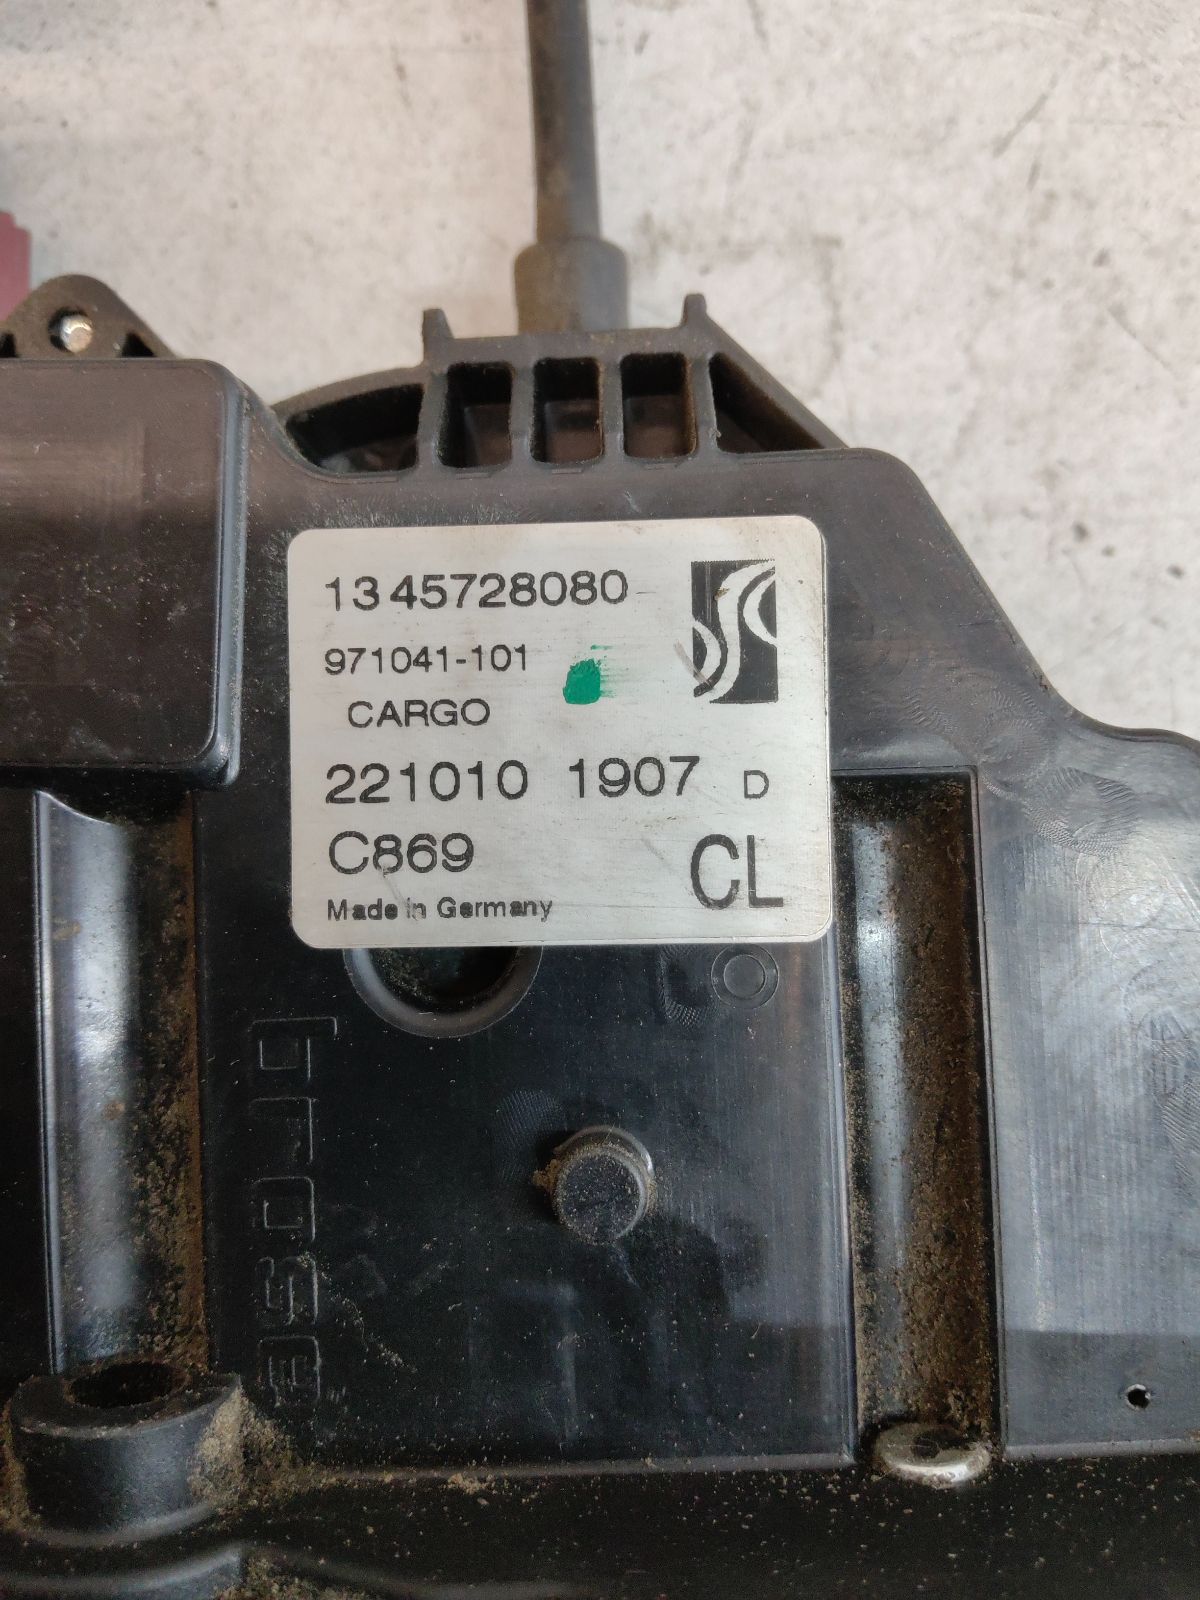 1345728080
971041-101
CARGO
221010 1907 D
C869
CL
Made in Germany
brose